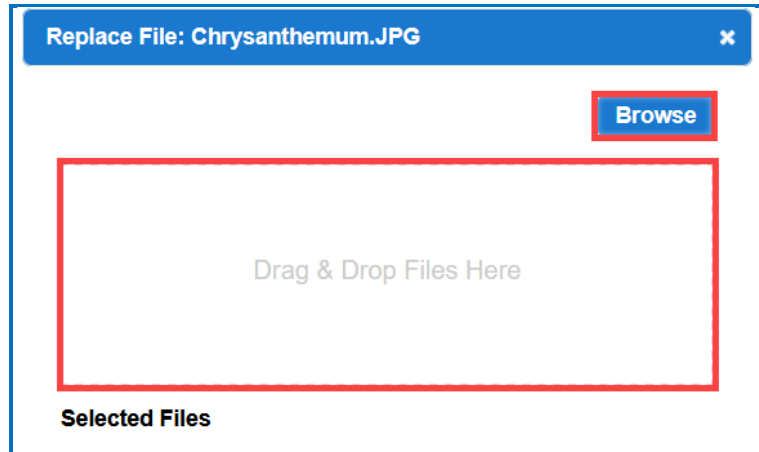 Replace File: Chrysanthemum.JPG
Browse
Drag & Drop Files Here
Selected Files